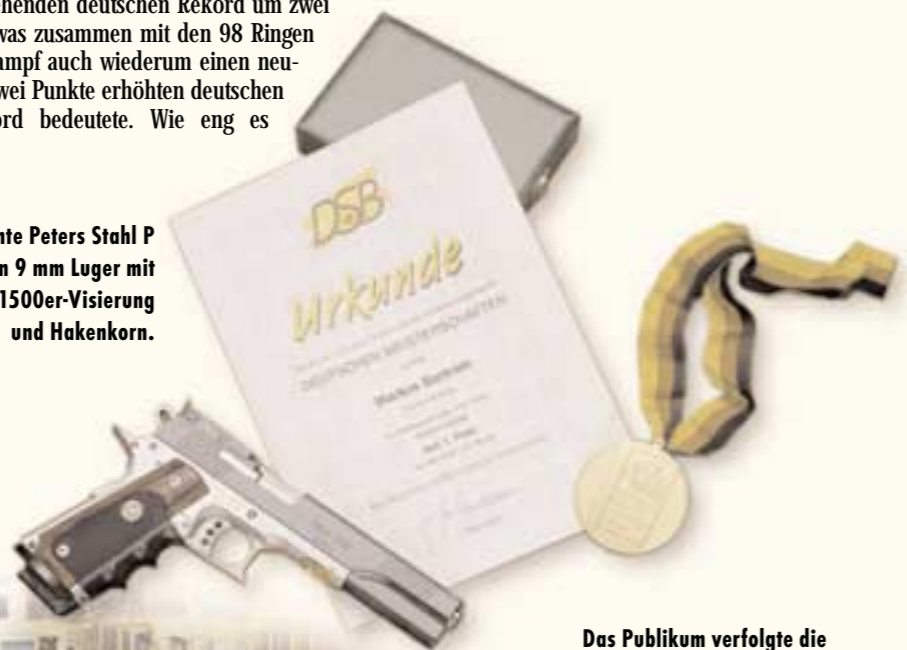 ehenden deutschen Rekord um zwei
was zusammen mit den 98 Ringen
ampf auch wiederum einen neu-
wei Punkte erhöhten deutschen
ord bedeutete. Wie eng es
nte Peters Stahl P
n 9 mm Luger mit
1500er-Visierung
und Hakenkorn.
DSB
Urkunde
DEUTSCHEN MEISTERSCHAFTEN
Das Publikum verfolgte die